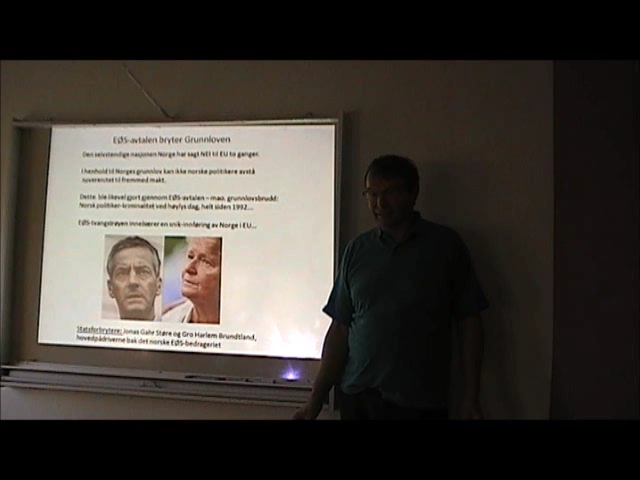 EØS-avtalen bryter Grunnloven
Den selvstendige nasjonen Norge har sagt NEI til EU to ganger.
I henhold til Norges grunnlov kan ikke norske politikere avstå
suverenitet til fremmed makt.
Dette ble likevel gjort gjennom EØS-avtalen – mao. grunnlovsbrudd:
Norsk politiker-kriminalitet ved høylys dag, helt siden 1992...
EØS-tvangstrøyen innebærer en snik-innføring av Norge i EU...
Statsforbrytere: Jonas Gahr Støre og Gro Harlem Brundtland,
hovedpådriverne bak det norske EØS-bedrageriet